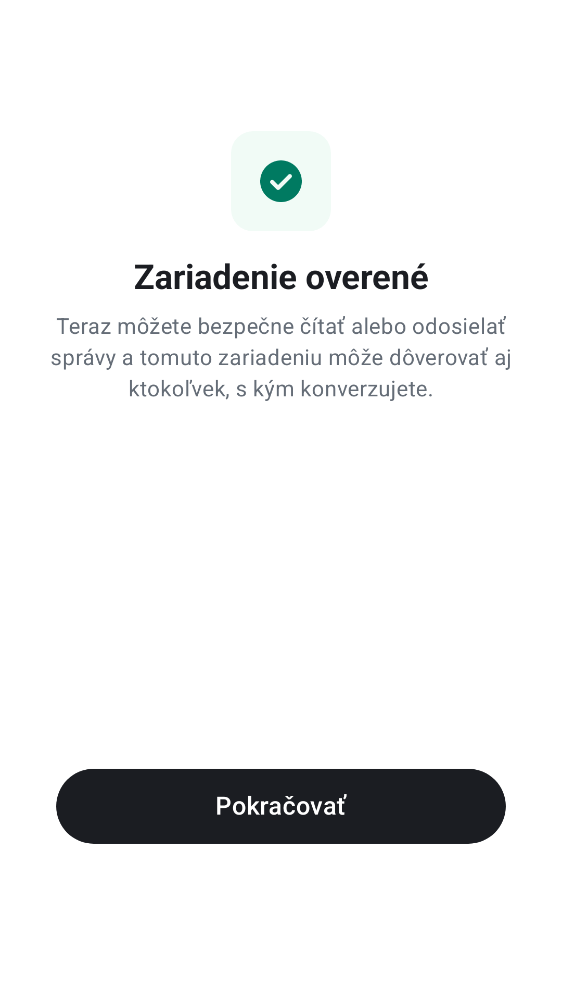 Zariadenie overené
Teraz môžete bezpečne čítať alebo odosielať
správy a tomuto zariadeniu môže dôverovať aj
ktokoľvek, s kým konverzujete.
Pokračovať